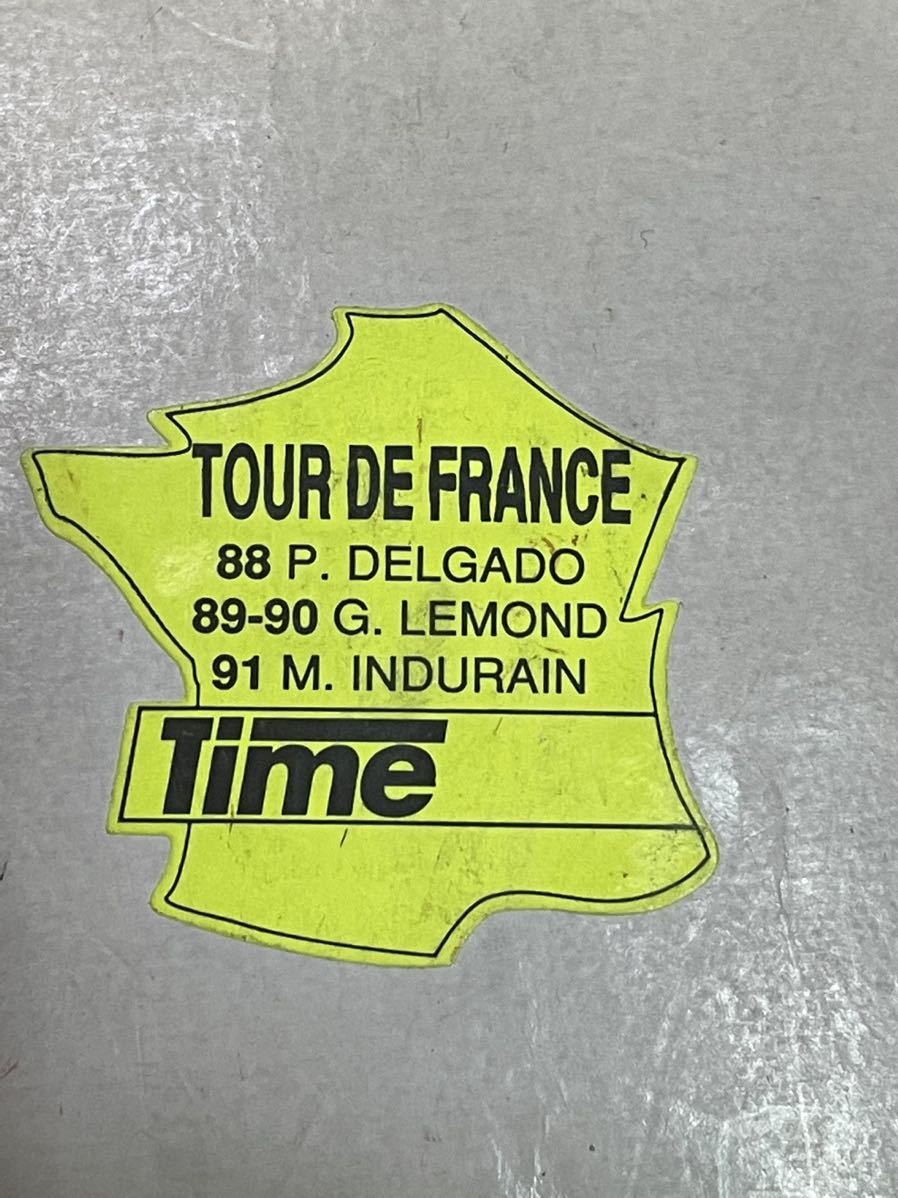 TOUR DE FRANCE
88 P. DELGADO
89-90 G. LEMOND
91 M. INDURAIN
Time